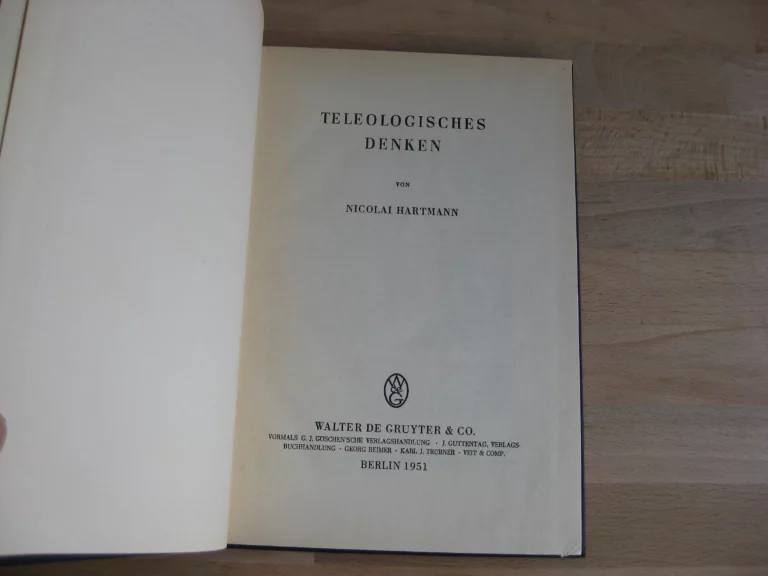 TELEOLOGISCHES
DENKEN
VON
NICOLAI HARTMANN
W
de
G
WALTER DE GRUYTER & CO.
VORMALS G. J. GÖSCHEN'SCHE VERLAGSHANDLUNG · J. GUTTENTAG, VERLAGS-
BUCHHANDLUNG · GEORG REIMER · KARL J. TRÜBNER · VEIT & COMP.
BERLIN 1951